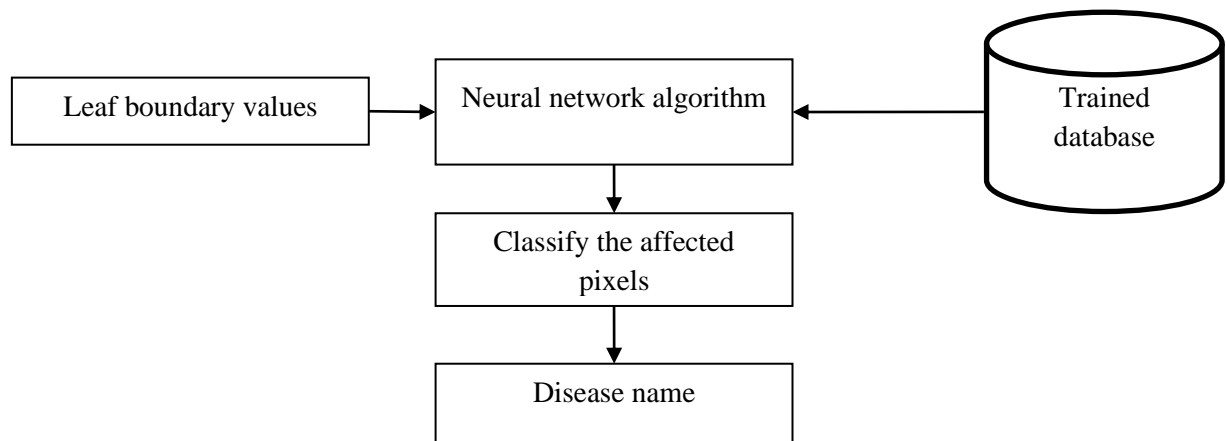 Leaf boundary values
Neural network algorithm
Trained
database
Classify the affected
pixels
Disease name